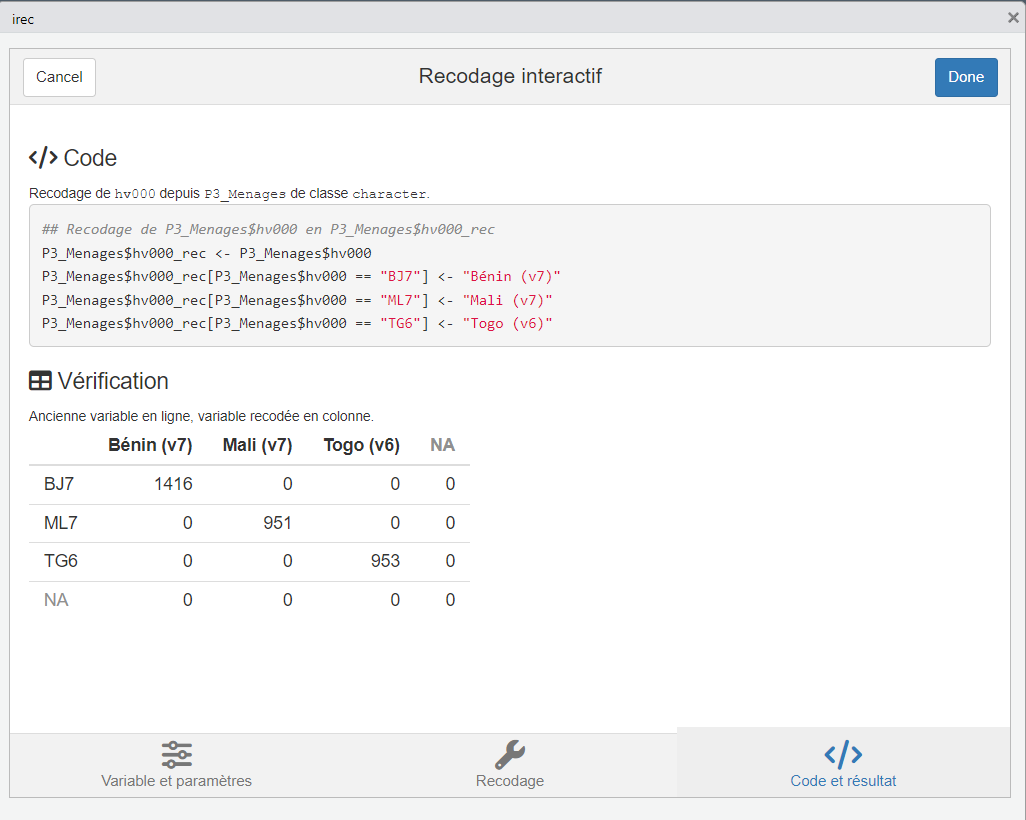 irec
Cancel
Recodage interactif
Done
</> Code
Recodage de hv000 depuis P3_Menages de classe character.
## Recodage de P3_Menages$hv000 en P3_Menages$hv000_rec
P3_Menages$hv000_rec <- P3_Menages$hv000
P3_Menages$hv000_rec[P3_Menages$hv000 == "BJ7"] <- "Bénin (v7)"
P3_Menages$hv000_rec[P3_Menages$hv000 == "ML7"] <- "Mali (v7)"
P3_Menages$hv000_rec[P3_Menages$hv000 == "TG6"] <- "Togo (v6)"
Vérification
Ancienne variable en ligne, variable recodée en colonne.
Bénin (v7) Mali (v7) Togo (v6) NA
BJ7 1416 0 0 0
ML7 0 951 0 0
TG6 0 0 953 0
NA 0 0 0 0
Variable et paramètres
Recodage
</>
Code et résultat